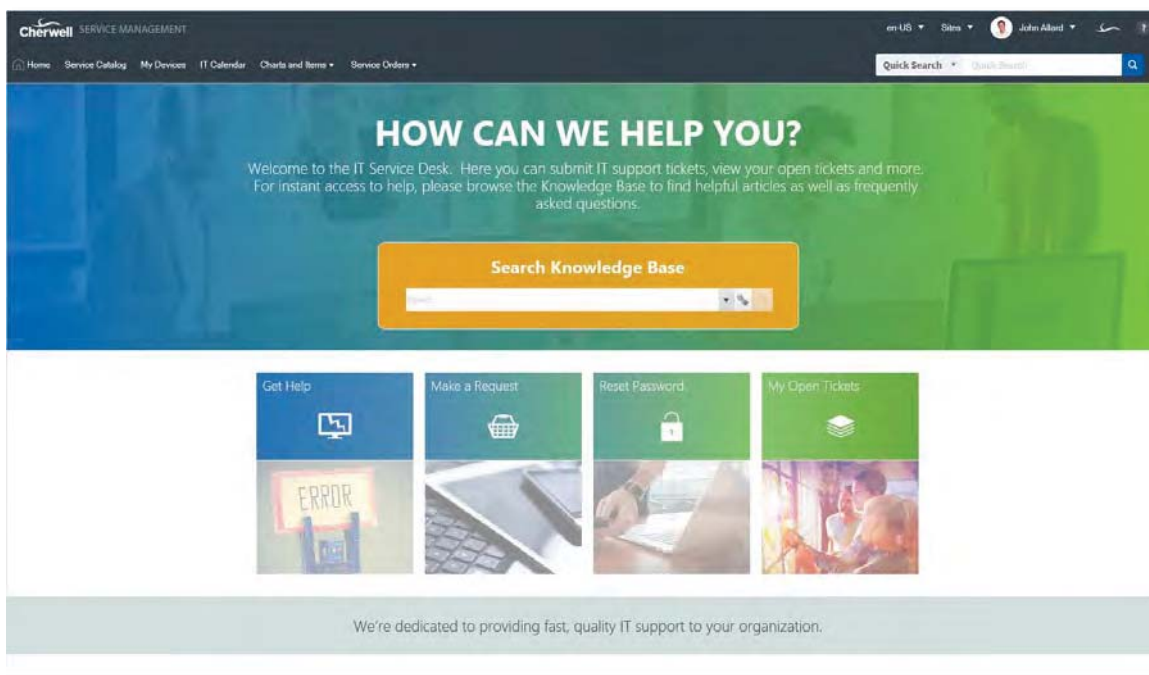 Cherwell SERVICE MANAGEMENT
en-US Sites John Allard ?
Home Service Catalog My Devices IT Calendar Charts and Items Service Orders Quick Search Quick Search
HOW CAN WE HELP YOU?
Welcome to the IT Service Desk. Here you can submit IT support tickets, view your open tickets and more.
For instant access to help, please browse the Knowledge Base to find helpful articles as well as frequently
asked questions.
Search Knowledge Base
Get Help Make a Request Reset Password My Open Tickets
ERROR
We're dedicated to providing fast, quality IT support to your organization.